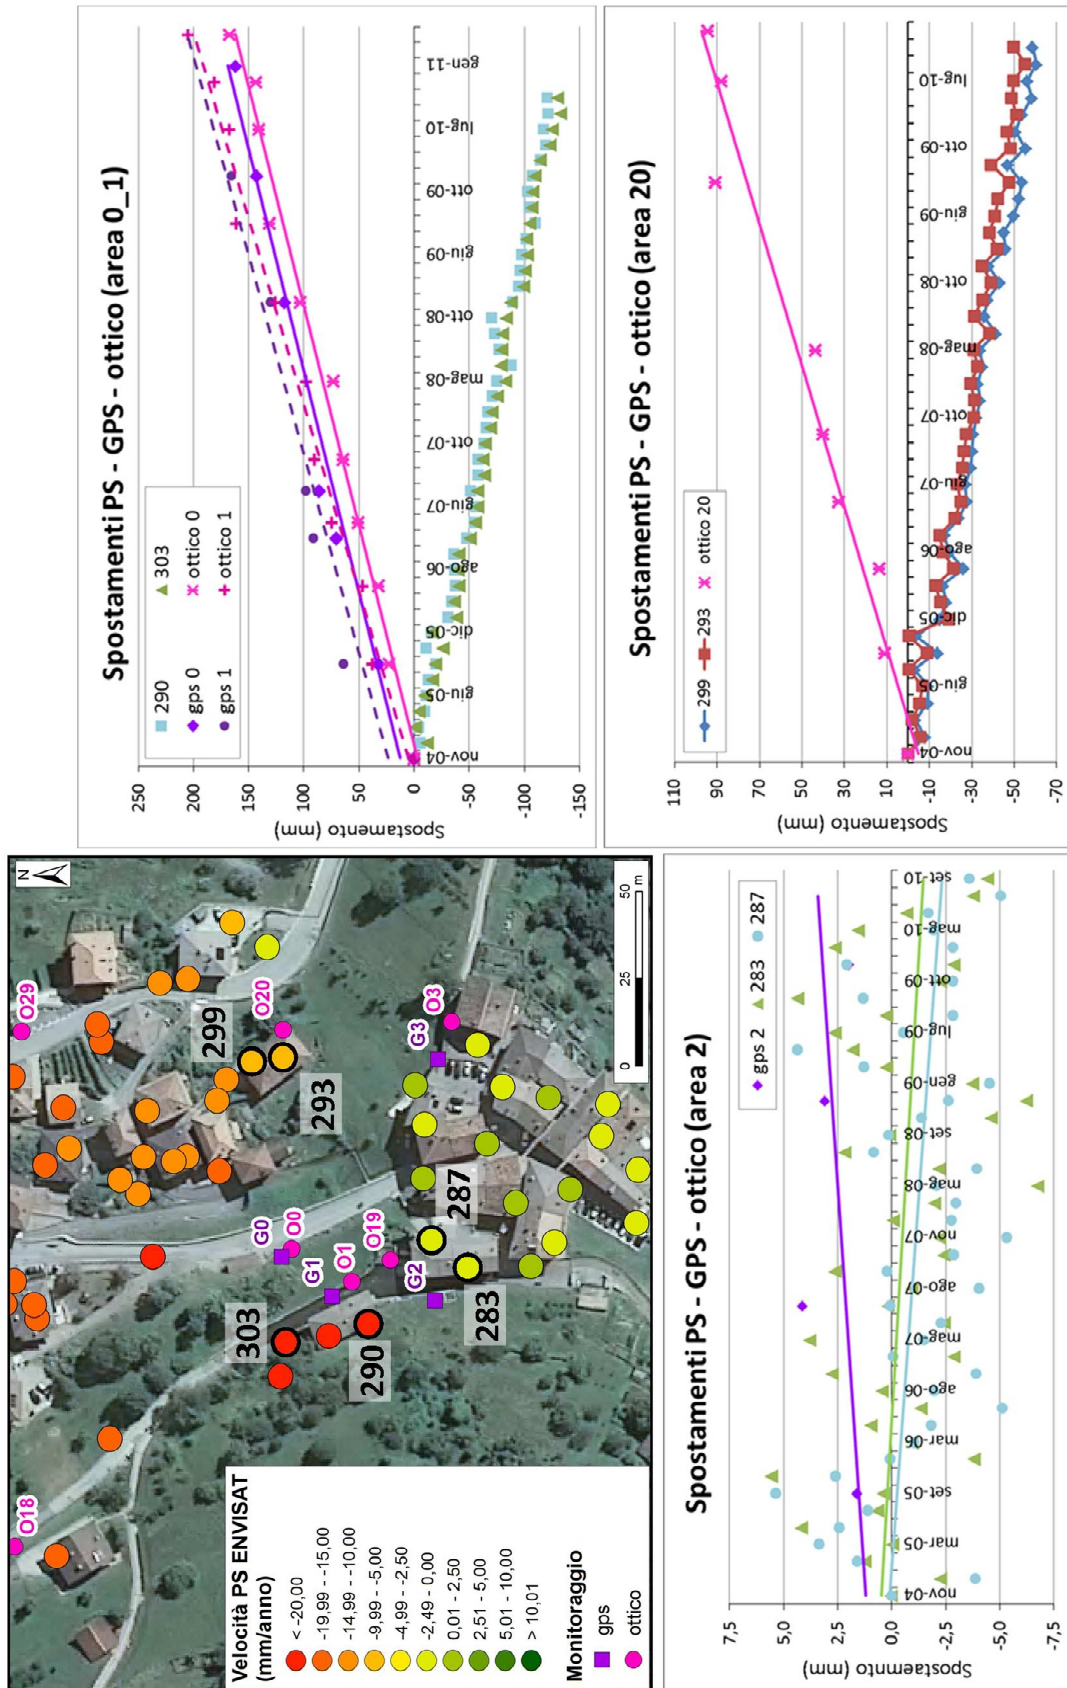 N
O18
O29
303
G0
O0
G1
O1
O19
290
G2
287
283
299
O20
293
G3
O3
Velocità PS ENVISAT
(mm/anno)
< -20,00
-19,99 - -15,00
-14,99 - -10,00
-9,99 - -5,00
-4,99 - -2,50
-2,49 - 0,00
0,01 - 2,50
2,51 - 5,00
5,01 - 10,00
> 10,01
Monitoraggio
gps
ottico
0 25 50 m
Spostamenti PS - GPS - ottico (area 0_1)
290 303
gps 0 ottico 0
gps 1 ottico 1
Spostamento (mm)
250
200
150
100
50
0
-50
-100
-150
nov-04 giu-05 dic-05 ago-06 giu-07 ott-07 mag-08 ott-08 giu-09 ott-09 lug-10 gen-11
Spostamenti PS - GPS - ottico (area 2)
gps 2 283 287
Spostaemnto (mm)
7,5
5,0
2,5
0,0
-2,5
-5,0
-7,5
nov-04 mar-05 set-05 mar-06 ago-06 mag-07 ago-07 nov-07 mag-08 set-08 gen-09 lug-09 ott-09 mag-10 set-10
Spostamenti PS - GPS - ottico (area 20)
299 293 ottico 20
Spostamento (mm)
110
90
70
50
30
10
-10
-30
-50
-70
nov-04 giu-05 dic-05 ago-06 giu-07 ott-07 mag-08 ott-08 giu-09 ott-09 lug-10